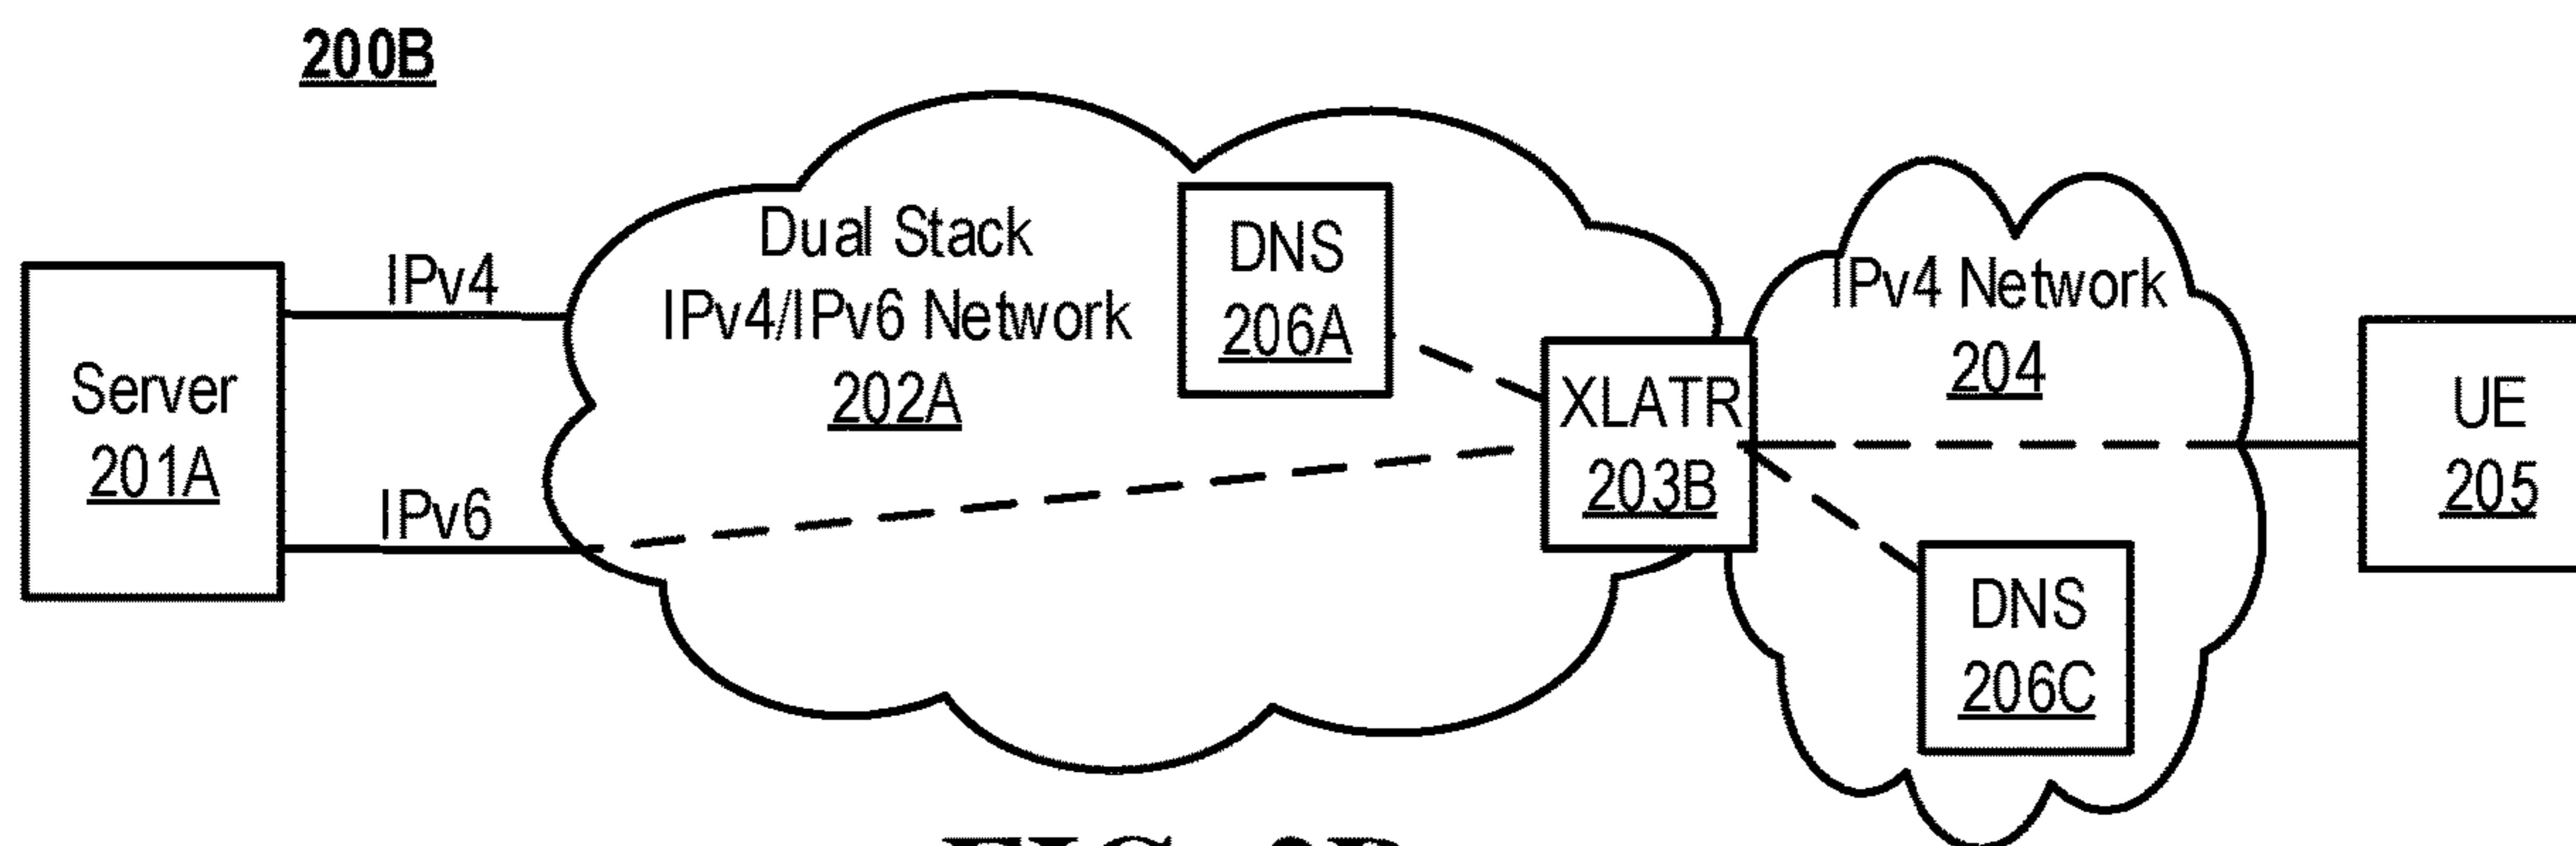 200B
Server
201A
IPv4
IPv6
Dual Stack
IPv4/IPv6 Network
202A
DNS
206A
XLATR
203B
IPv4 Network
204
DNS
206C
UE
205